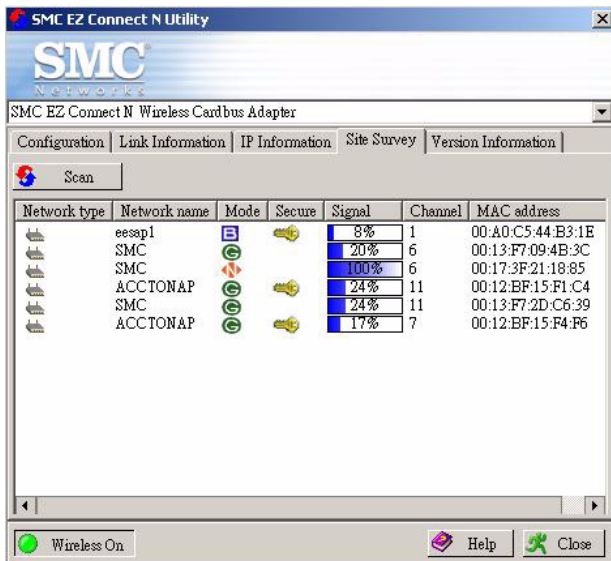 SMC EZ Connect N Utility
SMC
Networks
SMC EZ Connect N Wireless Cardbus Adapter
Configuration Link Information IP Information Site Survey Version Information
Scan
Network type Network name Mode Secure Signal Channel MAC address
eesap1 B 8% 1 00:A0:C5:44:B3:1E
SMC G 20% 6 00:13:F7:09:4B:3C
SMC N 100% 6 00:17:3F:21:18:85
ACCTONAP G 24% 11 00:12:BF:15:F1:C4
SMC G 24% 11 00:13:F7:2D:C6:39
ACCTONAP G 17% 7 00:12:BF:15:F4:F6
Wireless On Help Close